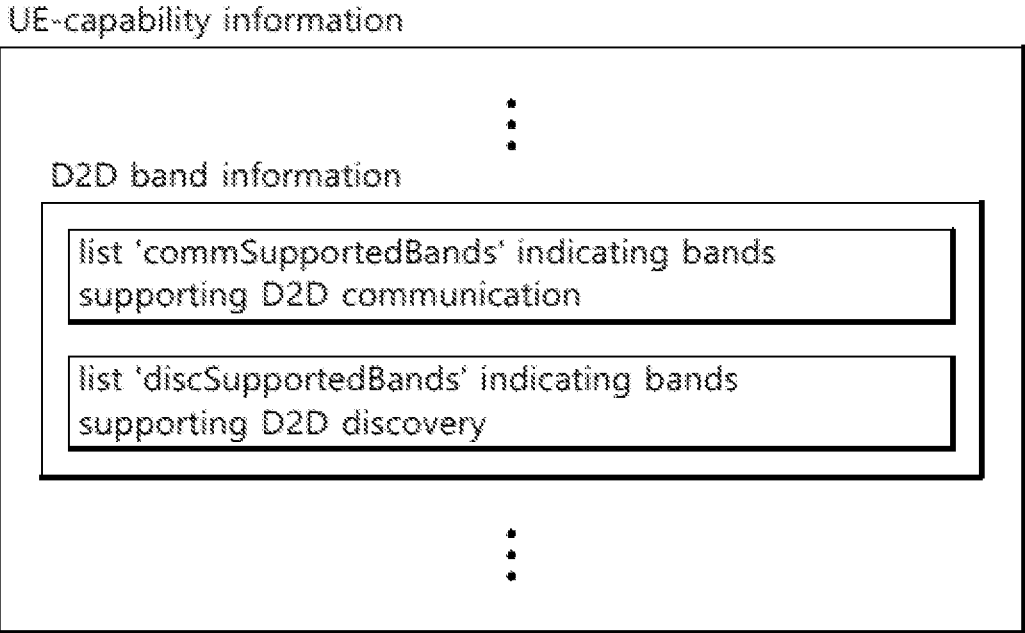 UE-capability information
D2D band information
list 'commSupportedBands' indicating bands
supporting D2D communication
list 'discSupportedBands' indicating bands
supporting D2D discovery